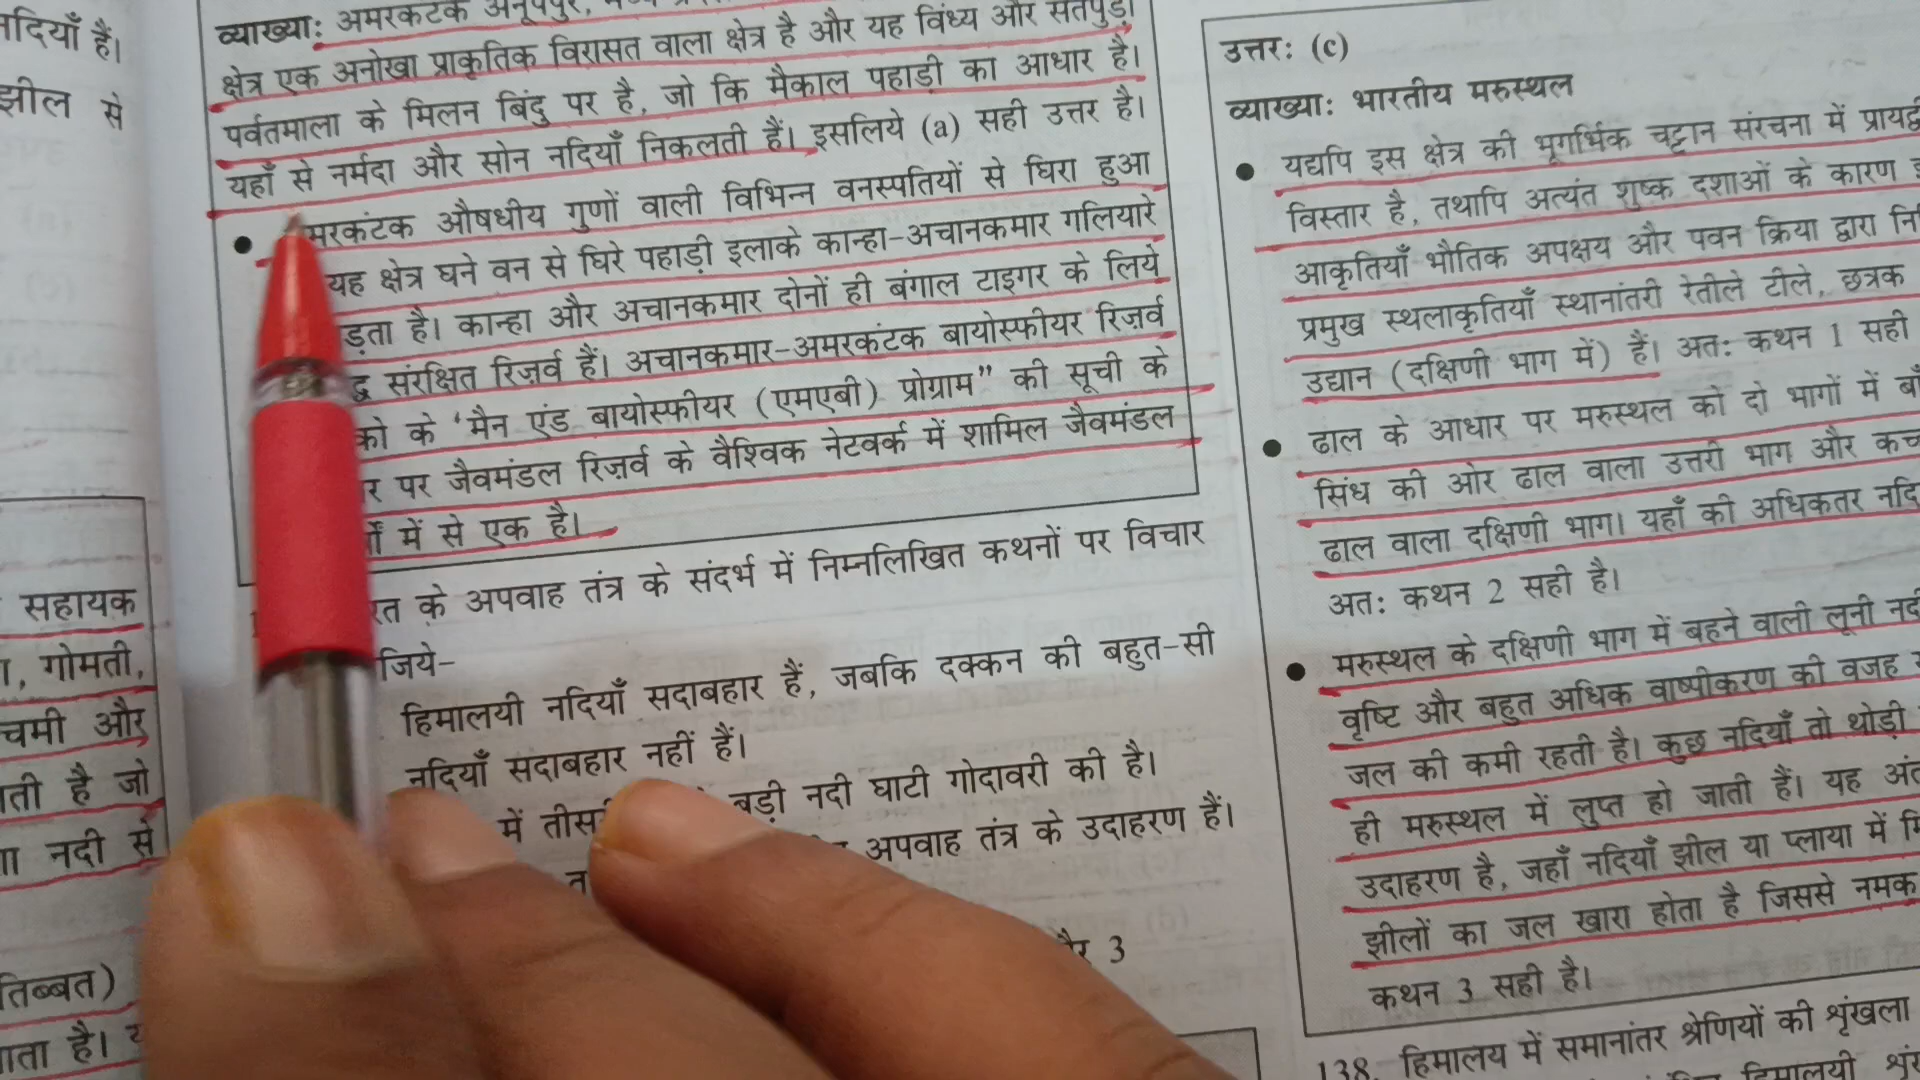 नदियाँ हैं।
झील से
सहायक
गोमती,
और
है जो
नदी से
तिब्बत)
है।
व्याख्या: अमरकंटक अनूपपुर,
क्षेत्र एक अनोखा प्राकृतिक विरासत वाला क्षेत्र है और यह विंध्य और सतपुड़ा
पर्वतमाला के मिलन बिंदु पर है, जो कि मैकाल पहाड़ी का आधार है।
यहाँ से नर्मदा और सोन नदियाँ निकलती हैं। इसलिये (a) सही उत्तर है।
● मरकंटक औषधीय गुणों वाली विभिन्न वनस्पतियों से घिरा हुआ
यह क्षेत्र घने वन से घिरे पहाड़ी इलाके कान्हा-अचानकमार गलियारे
ड़ता है। कान्हा और अचानकमार दोनों ही बंगाल टाइगर के लिये
संरक्षित रिज़र्व हैं। अचानकमार-अमरकंटक बायोस्फीयर रिज़र्व
को के ‘मैन एंड बायोस्फीयर (एमएबी) प्रोग्राम” की सूची के
पर जैवमंडल रिज़र्व के वैश्विक नेटवर्क में शामिल जैवमंडल
में से एक है।
रत के अपवाह तंत्र के संदर्भ में निम्नलिखित कथनों पर विचार
जिये–
हिमालयी नदियाँ सदाबहार हैं, जबकि दक्कन की बहुत-सी
नदियाँ सदाबहार नहीं हैं।
में बड़ी नदी घाटी गोदावरी की है।
अपवाह तंत्र के उदाहरण हैं।
3
उत्तर: (c)
व्याख्या: भारतीय मरुस्थल
● यद्यपि इस क्षेत्र की भूगर्भिक चट्टान संरचना में
विस्तार है, तथापि अत्यंत शुष्क दशाओं के कारण
आकृतियाँ भौतिक अपक्षय और पवन क्रिया द्वारा
प्रमुख स्थलाकृतियाँ स्थानांतरी रेतीले टीले, छत्रक
उद्यान (दक्षिणी भाग में) हैं। अतः कथन 1 सही
● ढाल के आधार पर मरुस्थल को दो भागों में
सिंध की ओर ढाल वाला उत्तरी भाग और
ढाल वाला दक्षिणी भाग। यहाँ की अधिकतर
अतः कथन 2 सही है।
● मरुस्थल के दक्षिणी भाग में बहने वाली लूनी नदी
वृष्टि और बहुत अधिक वाष्पीकरण की वजह
जल की कमी रहती है। कुछ नदियाँ तो थोड़ी
ही मरुस्थल में लुप्त हो जाती हैं। यह
उदाहरण है, जहाँ नदियाँ झील या प्लाया में
झीलों का जल खारा होता है जिससे नमक
कथन 3 सही है।
138. हिमालय में समानांतर श्रेणियों की शृंखला
हिमालयी